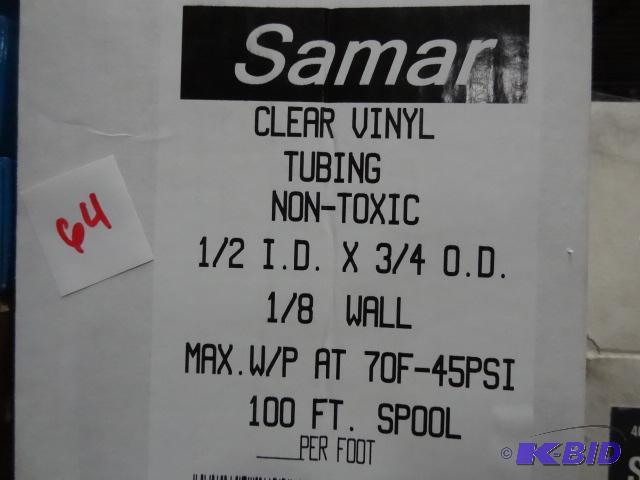 Samar
CLEAR VINYL
TUBING
NON-TOXIC
64
1/2 I.D. X 3/4 O.D.
1/8 WALL
MAX.W/P AT 70F-45PSI
100 FT. SPOOL
____PER FOOT
© K-BID